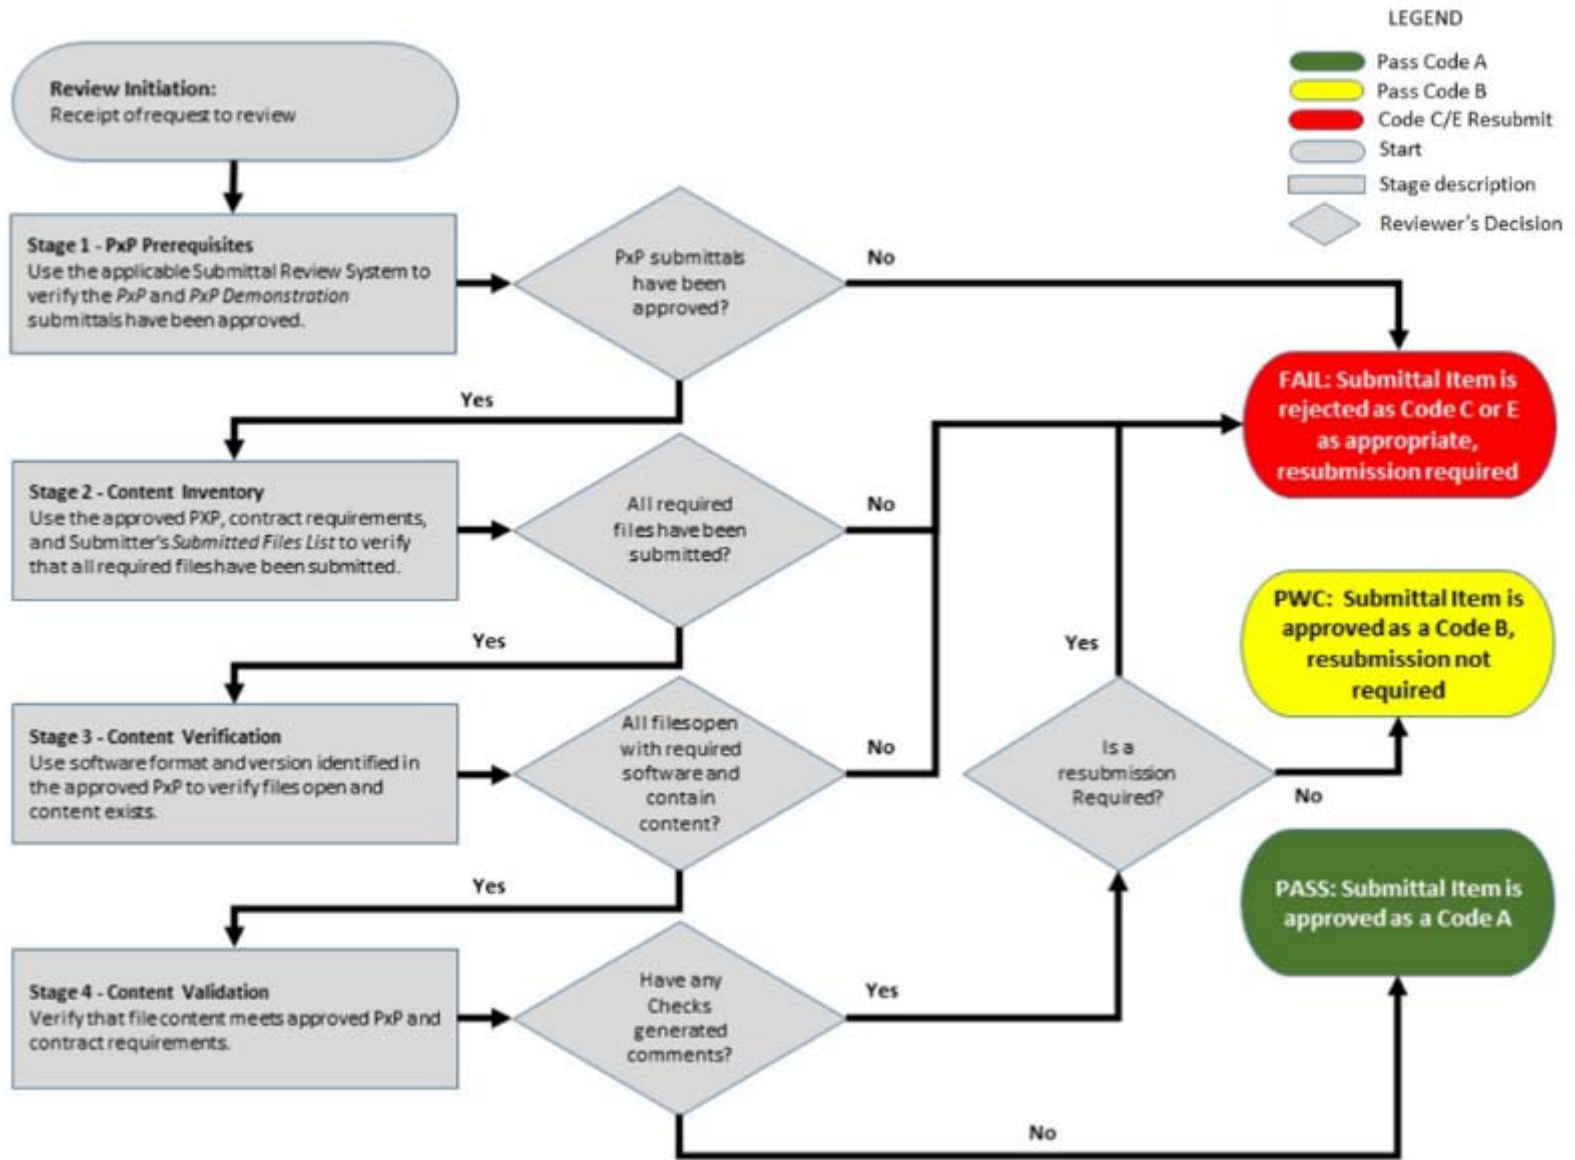 LEGEND
Pass Code A
Pass Code B
Code C/E Resubmit
Start
Stage description
Reviewer's Decision
Review Initiation:
Receipt of request to review
Stage 1 - PxP Prerequisites
Use the applicable Submittal Review System to
verify the PxP and PxP Demonstration
submittals have been approved.
PxP submittals
have been
approved?
No
Yes
FAIL: Submittal Item is
rejected as Code C or E
as appropriate,
resubmission required
Stage 2 - Content Inventory
Use the approved PXP, contract requirements,
and Submitter's Submitted Files List to verify
that all required files have been submitted.
All required
files have been
submitted?
No
Yes
Stage 3 - Content Verification
Use software format and version identified in
the approved PxP to verify files open and
content exists.
All files open
with required
software and
contain
content?
No
Yes
Yes
Is a
resubmission
Required?
No
PWC: Submittal Item is
approved as a Code B,
resubmission not
required
PASS: Submittal Item is
approved as a Code A
Stage 4 - Content Validation
Verify that file content meets approved PxP and
contract requirements.
Have any
Checks
generated
comments?
Yes
No